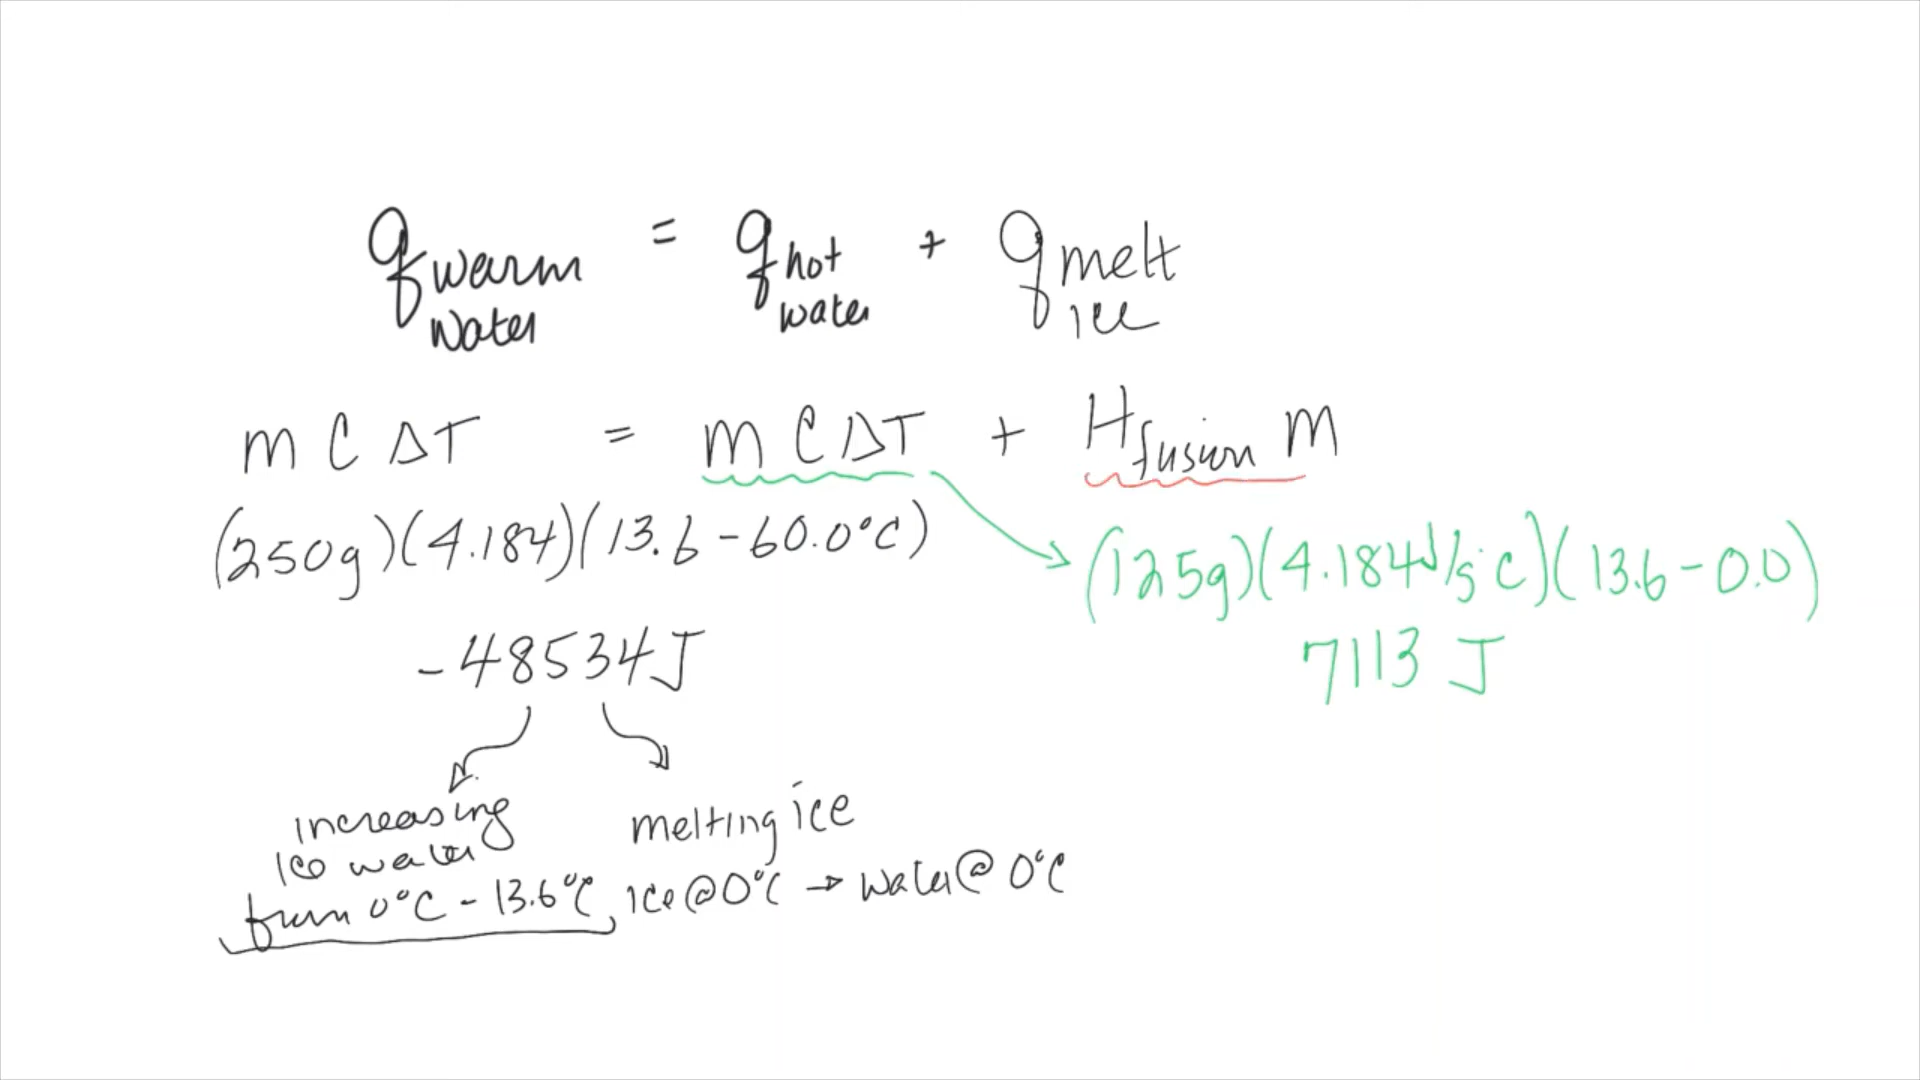 q warm water = q hot water + q melt ice
m C ΔT = m C ΔT + H fusion m
(250g)(4.184)(13.6-60.0°C)
(125g)(4.184J/g°C)(13.6-0.0)
-48534J
7113 J
increasing
ice water
from 0°C - 13.6°C
melting ice
ice@0°C → water@0°C